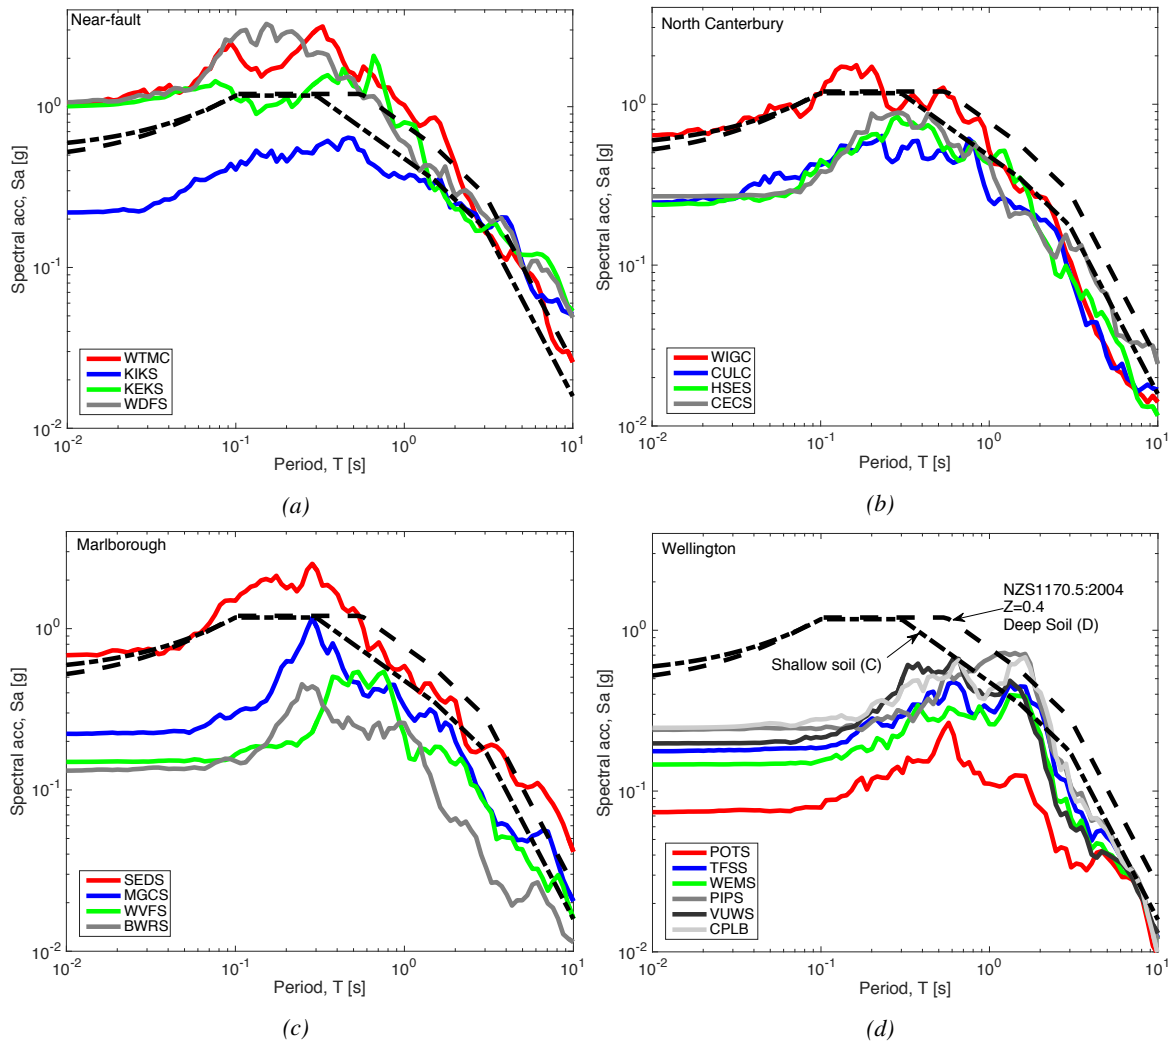 Near-fault
10^0
10^-1
10^-2
Spectral acc, Sa [g]
WTMC
KIKS
KEKS
WDFS
10^-2
10^-1
10^0
10^1
Period, T [s]
(a)
North Canterbury
10^0
10^-1
10^-2
Spectral acc, Sa [g]
WIGC
CULC
HSES
CECS
10^-2
10^-1
10^0
10^1
Period, T [s]
(b)
Marlborough
10^0
10^-1
10^-2
Spectral acc, Sa [g]
SEDS
MGCS
WVFS
BWRS
10^-2
10^-1
10^0
10^1
Period, T [s]
(c)
Wellington
NZS1170.5:2004
Z=0.4
Deep Soil (D)
Shallow soil (C)
10^0
10^-1
10^-2
Spectral acc, Sa [g]
POTS
TFSS
WEMS
PIPS
VUWS
CPLB
10^-2
10^-1
10^0
10^1
Period, T [s]
(d)